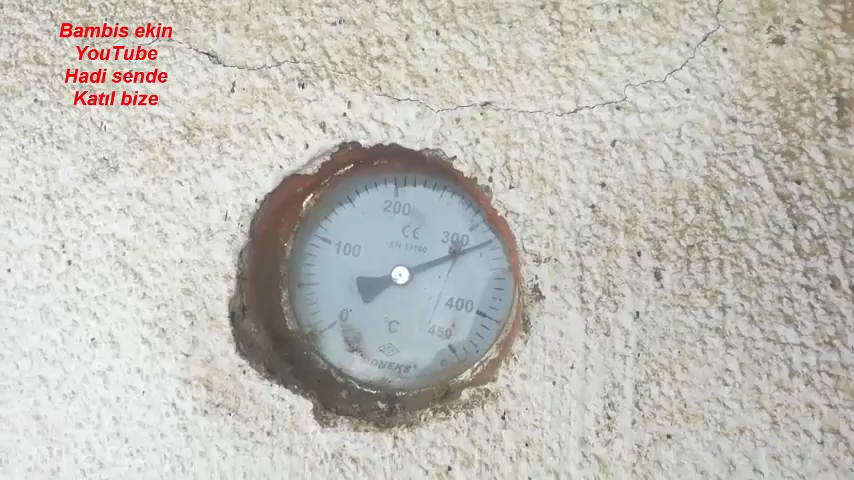 Bambis ekin
YouTube
Hadi sende
Katıl bize
200
CE
300
100
400
0
°C
450